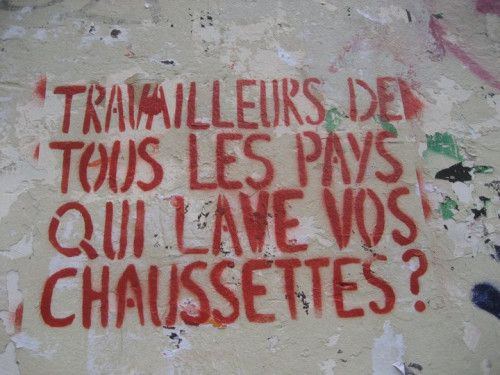 TRAVAILLEURS DE
TOUS LES PAYS
QUI LAVE VOS
CHAUSSETTES?